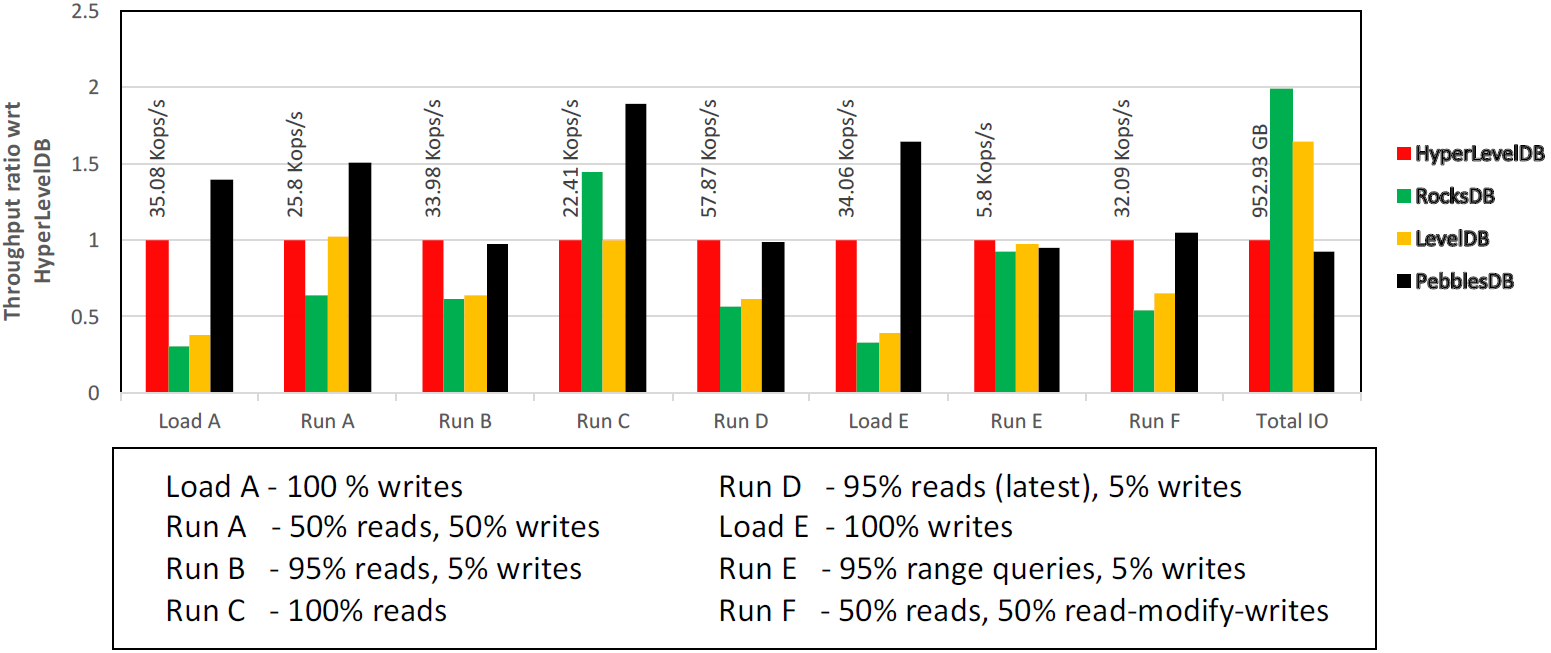 2.5
2
1.5
1
0.5
0
Throughput ratio wrt
HyperLevelDB
35.08 Kops/s
25.8 Kops/s
33.98 Kops/s
22.41 Kops/s
57.87 Kops/s
34.06 Kops/s
5.8 Kops/s
32.09 Kops/s
952.93 GB
Load A
Run A
Run B
Run C
Run D
Load E
Run E
Run F
Total IO
HyperLevelDB
RocksDB
LevelDB
PebblesDB
Load A - 100 % writes
Run A - 50% reads, 50% writes
Run B - 95% reads, 5% writes
Run C - 100% reads
Run D - 95% reads (latest), 5% writes
Load E - 100% writes
Run E - 95% range queries, 5% writes
Run F - 50% reads, 50% read-modify-writes